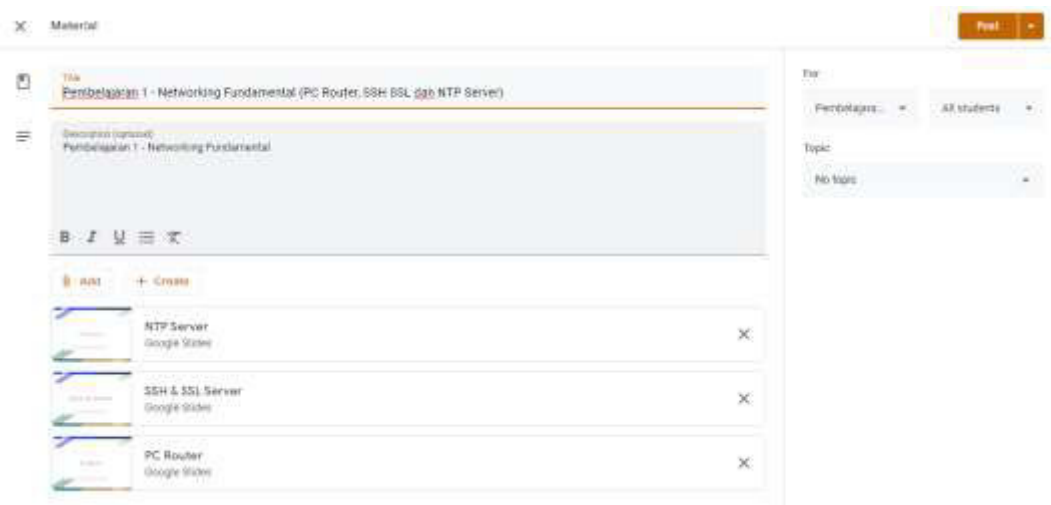 Material
Post
Title
Pembelajaran 1 - Networking Fundamental (PC Router, SSH SSL dan NTP Server)
Description (optional)
Pembelajaran 1 - Networking Fundamental
B I U
Add
+ Create
NTP Server
Google Slides
SSH & SSL Server
Google Slides
PC Router
Google Slides
For
Pembelajara...
All students
Topic
No topic